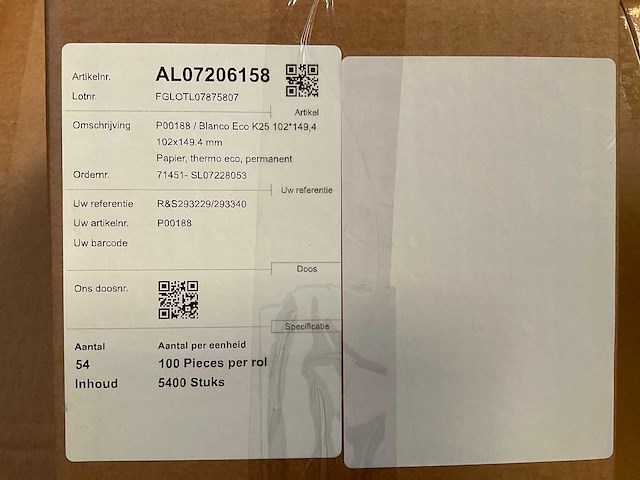 Artikelnr. AL07206158
Lotnr. FGLOTL07875807
Artikel
Omschrijving P00188 / Blanco Eco K25 102*149,4
102x149.4 mm
Papier, thermo eco, permanent
Ordernr. 71451- SL07228053
Uw referentie
Uw referentie R&S293229/293340
Uw artikelnr. P00188
Uw barcode
Doos
Ons doosnr.
Specificatie
Aantal Aantal per eenheid
54 100 Pieces per rol
Inhoud 5400 Stuks